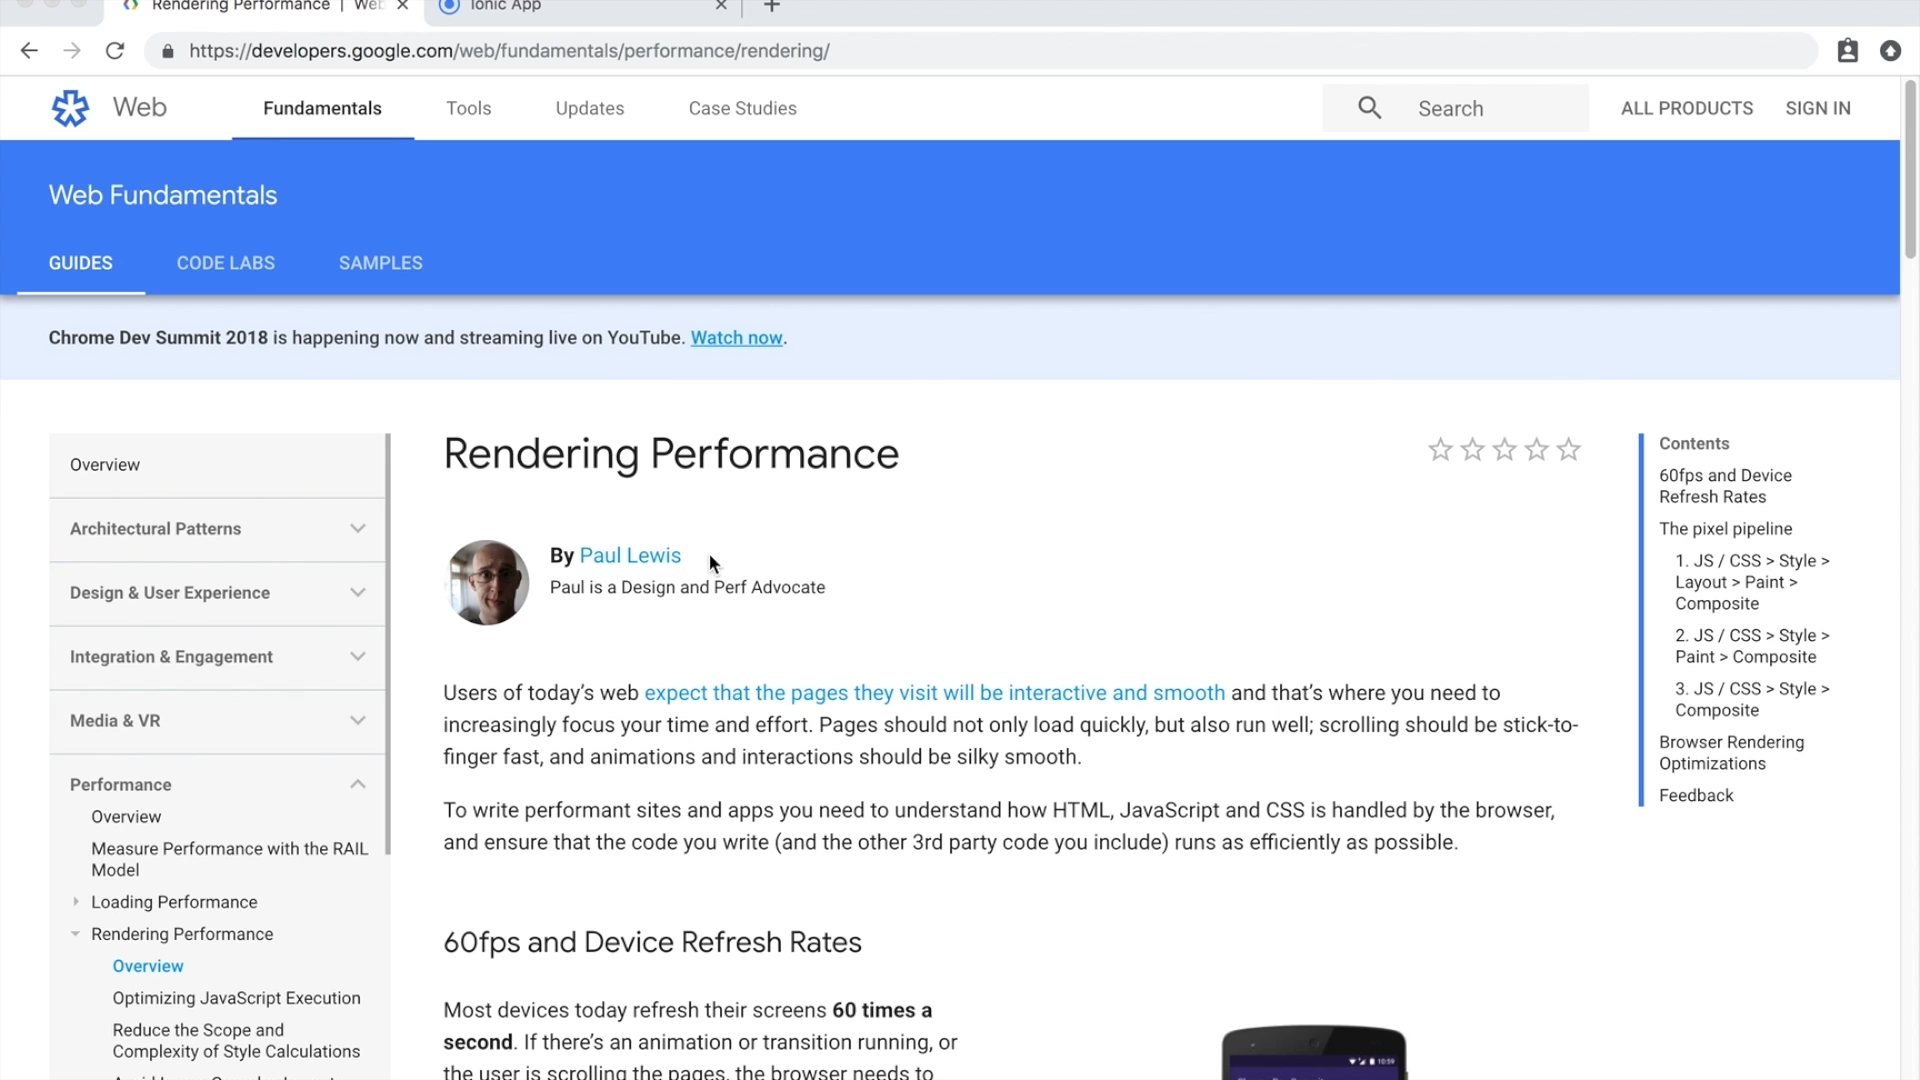 Rendering Performance | Web
Ionic App
https://developers.google.com/web/fundamentals/performance/rendering/
Web
Fundamentals
Tools
Updates
Case Studies
Search
ALL PRODUCTS
SIGN IN
Web Fundamentals
GUIDES
CODE LABS
SAMPLES
Chrome Dev Summit 2018 is happening now and streaming live on YouTube. Watch now.
Overview
Architectural Patterns
Design & User Experience
Integration & Engagement
Media & VR
Performance
Overview
Measure Performance with the RAIL
Model
Loading Performance
Rendering Performance
Overview
Optimizing JavaScript Execution
Reduce the Scope and
Complexity of Style Calculations
Rendering Performance
By Paul Lewis
Paul is a Design and Perf Advocate
Users of today’s web expect that the pages they visit will be interactive and smooth and that’s where you need to
increasingly focus your time and effort. Pages should not only load quickly, but also run well; scrolling should be stick-to-
finger fast, and animations and interactions should be silky smooth.
To write performant sites and apps you need to understand how HTML, JavaScript and CSS is handled by the browser,
and ensure that the code you write (and the other 3rd party code you include) runs as efficiently as possible.
60fps and Device Refresh Rates
Most devices today refresh their screens 60 times a
second. If there’s an animation or transition running, or
the user is scrolling the pages, the browser needs to
10:59
Contents
60fps and Device
Refresh Rates
The pixel pipeline
1. JS / CSS > Style >
Layout > Paint >
Composite
2. JS / CSS > Style >
Paint > Composite
3. JS / CSS > Style >
Composite
Browser Rendering
Optimizations
Feedback